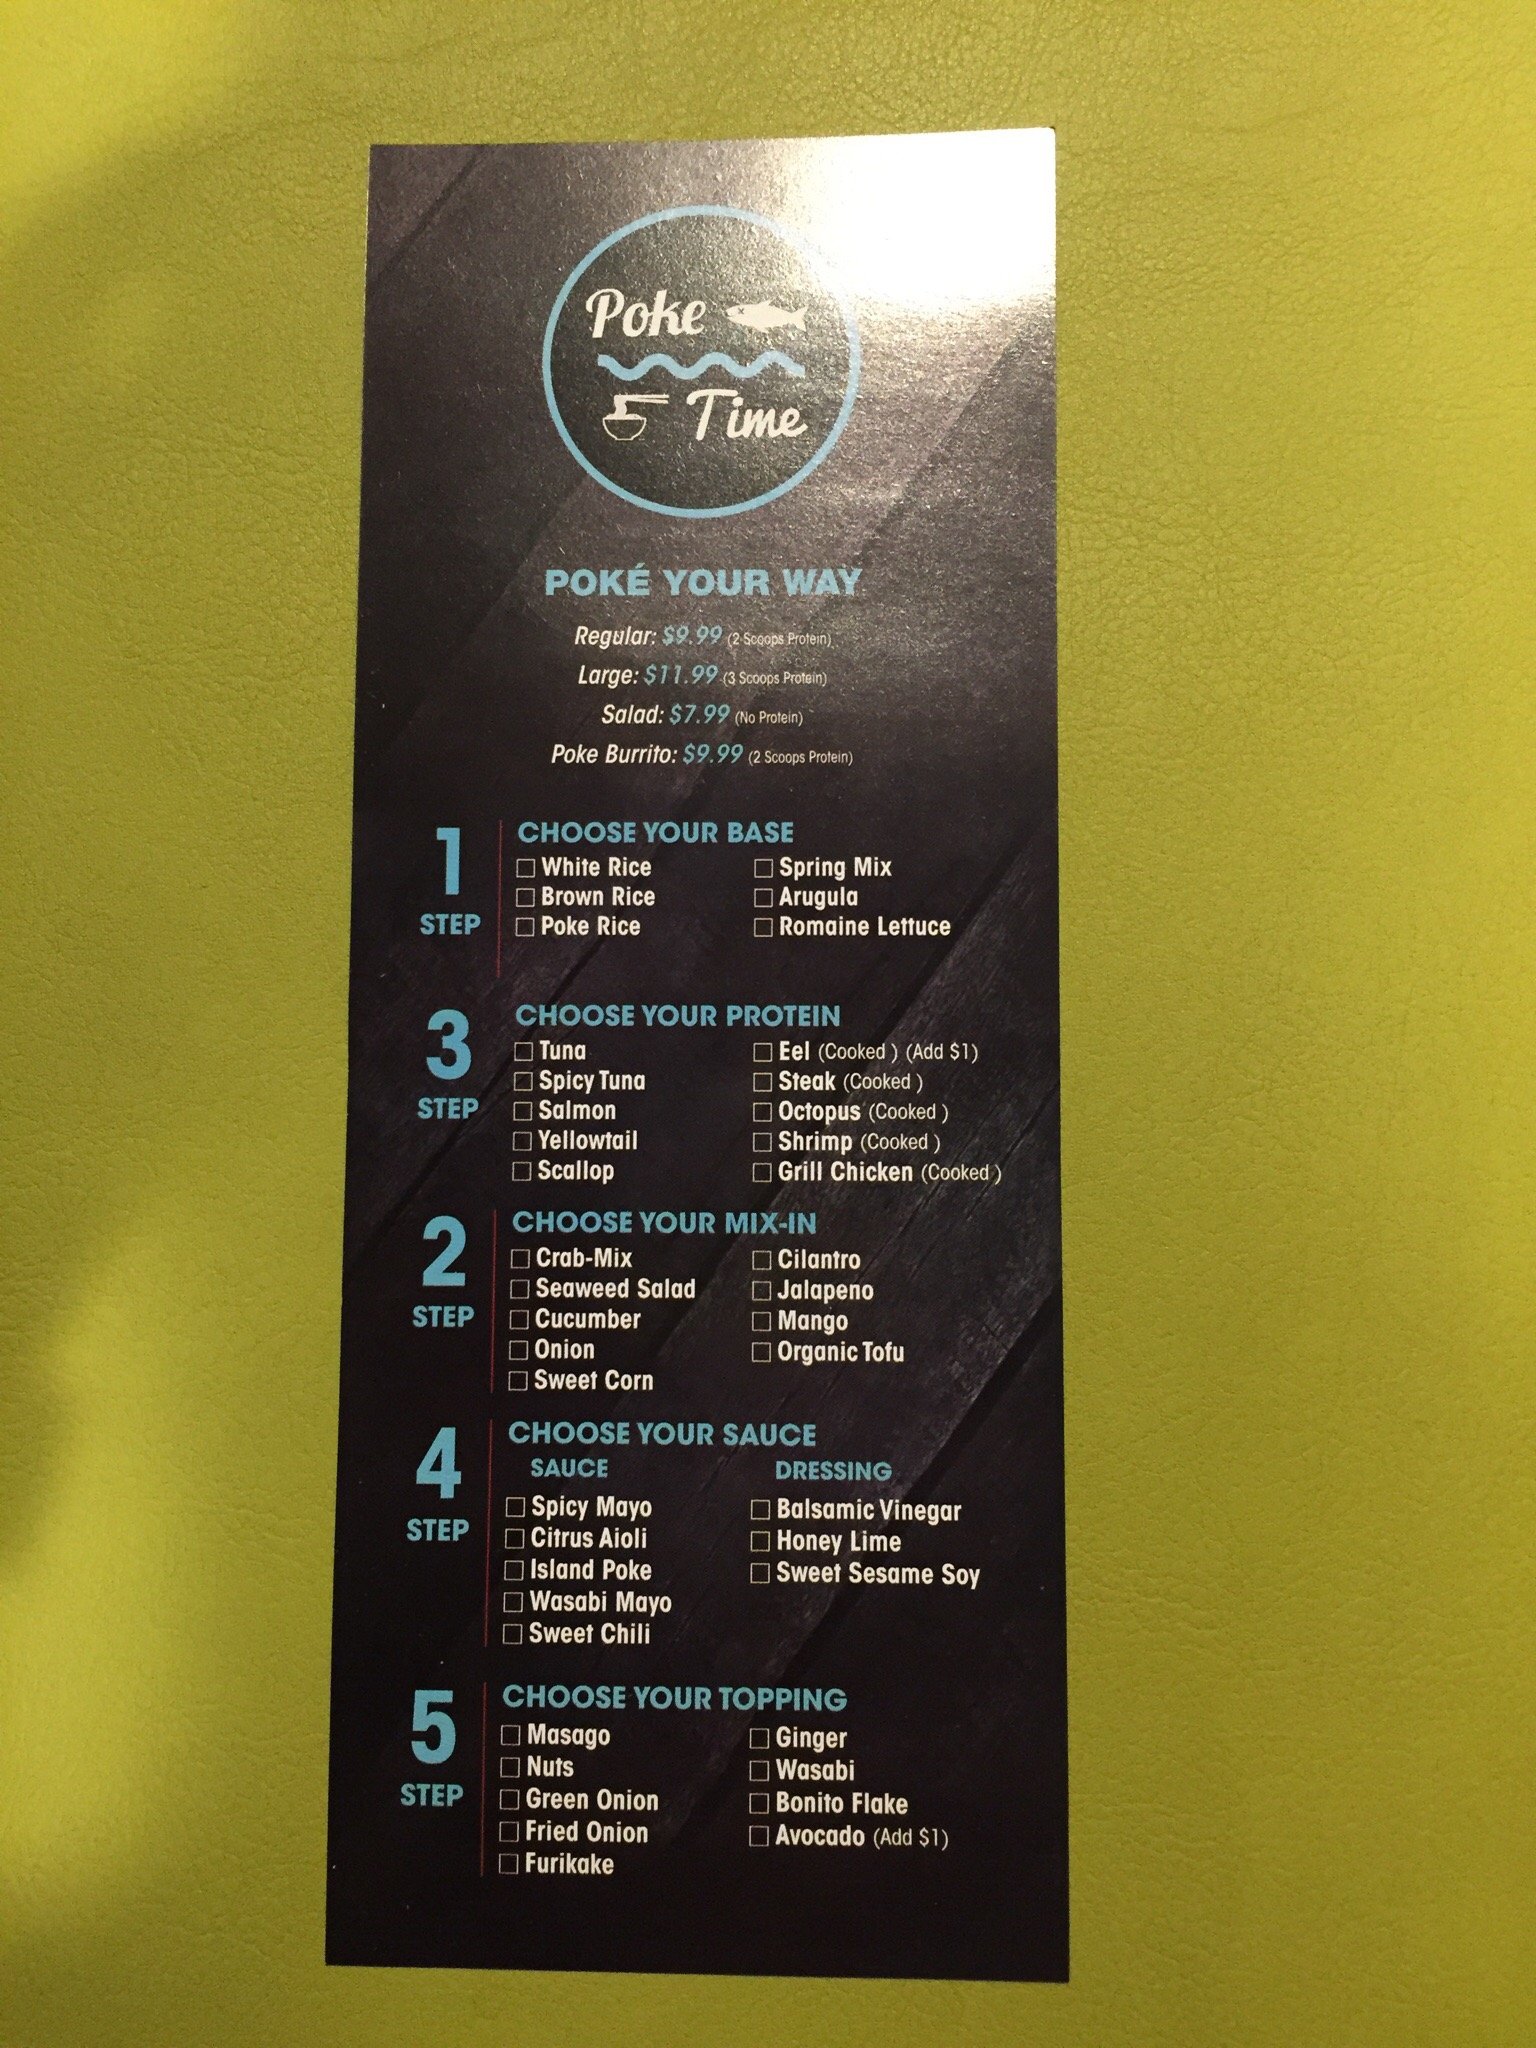 Poke
Time
POKÉ YOUR WAY
Regular: $9.99 (2 Scoops Protein)
Large: $11.99 (3 Scoops Protein)
Salad: $7.99 (No Protein)
Poke Burrito: $9.99 (2 Scoops Protein)
1
STEP
CHOOSE YOUR BASE
White Rice
Brown Rice
Poke Rice
Spring Mix
Arugula
Romaine Lettuce
3
STEP
CHOOSE YOUR PROTEIN
Tuna
Spicy Tuna
Salmon
Yellowtail
Scallop
Eel (Cooked ) (Add $1)
Steak (Cooked )
Octopus (Cooked )
Shrimp (Cooked )
Grill Chicken (Cooked )
2
STEP
CHOOSE YOUR MIX-IN
Crab-Mix
Seaweed Salad
Cucumber
Onion
Sweet Corn
Cilantro
Jalapeno
Mango
Organic Tofu
4
STEP
CHOOSE YOUR SAUCE
SAUCE
Spicy Mayo
Citrus Aioli
Island Poke
Wasabi Mayo
Sweet Chili
DRESSING
Balsamic Vinegar
Honey Lime
Sweet Sesame Soy
5
STEP
CHOOSE YOUR TOPPING
Masago
Nuts
Green Onion
Fried Onion
Furikake
Ginger
Wasabi
Bonito Flake
Avocado (Add $1)